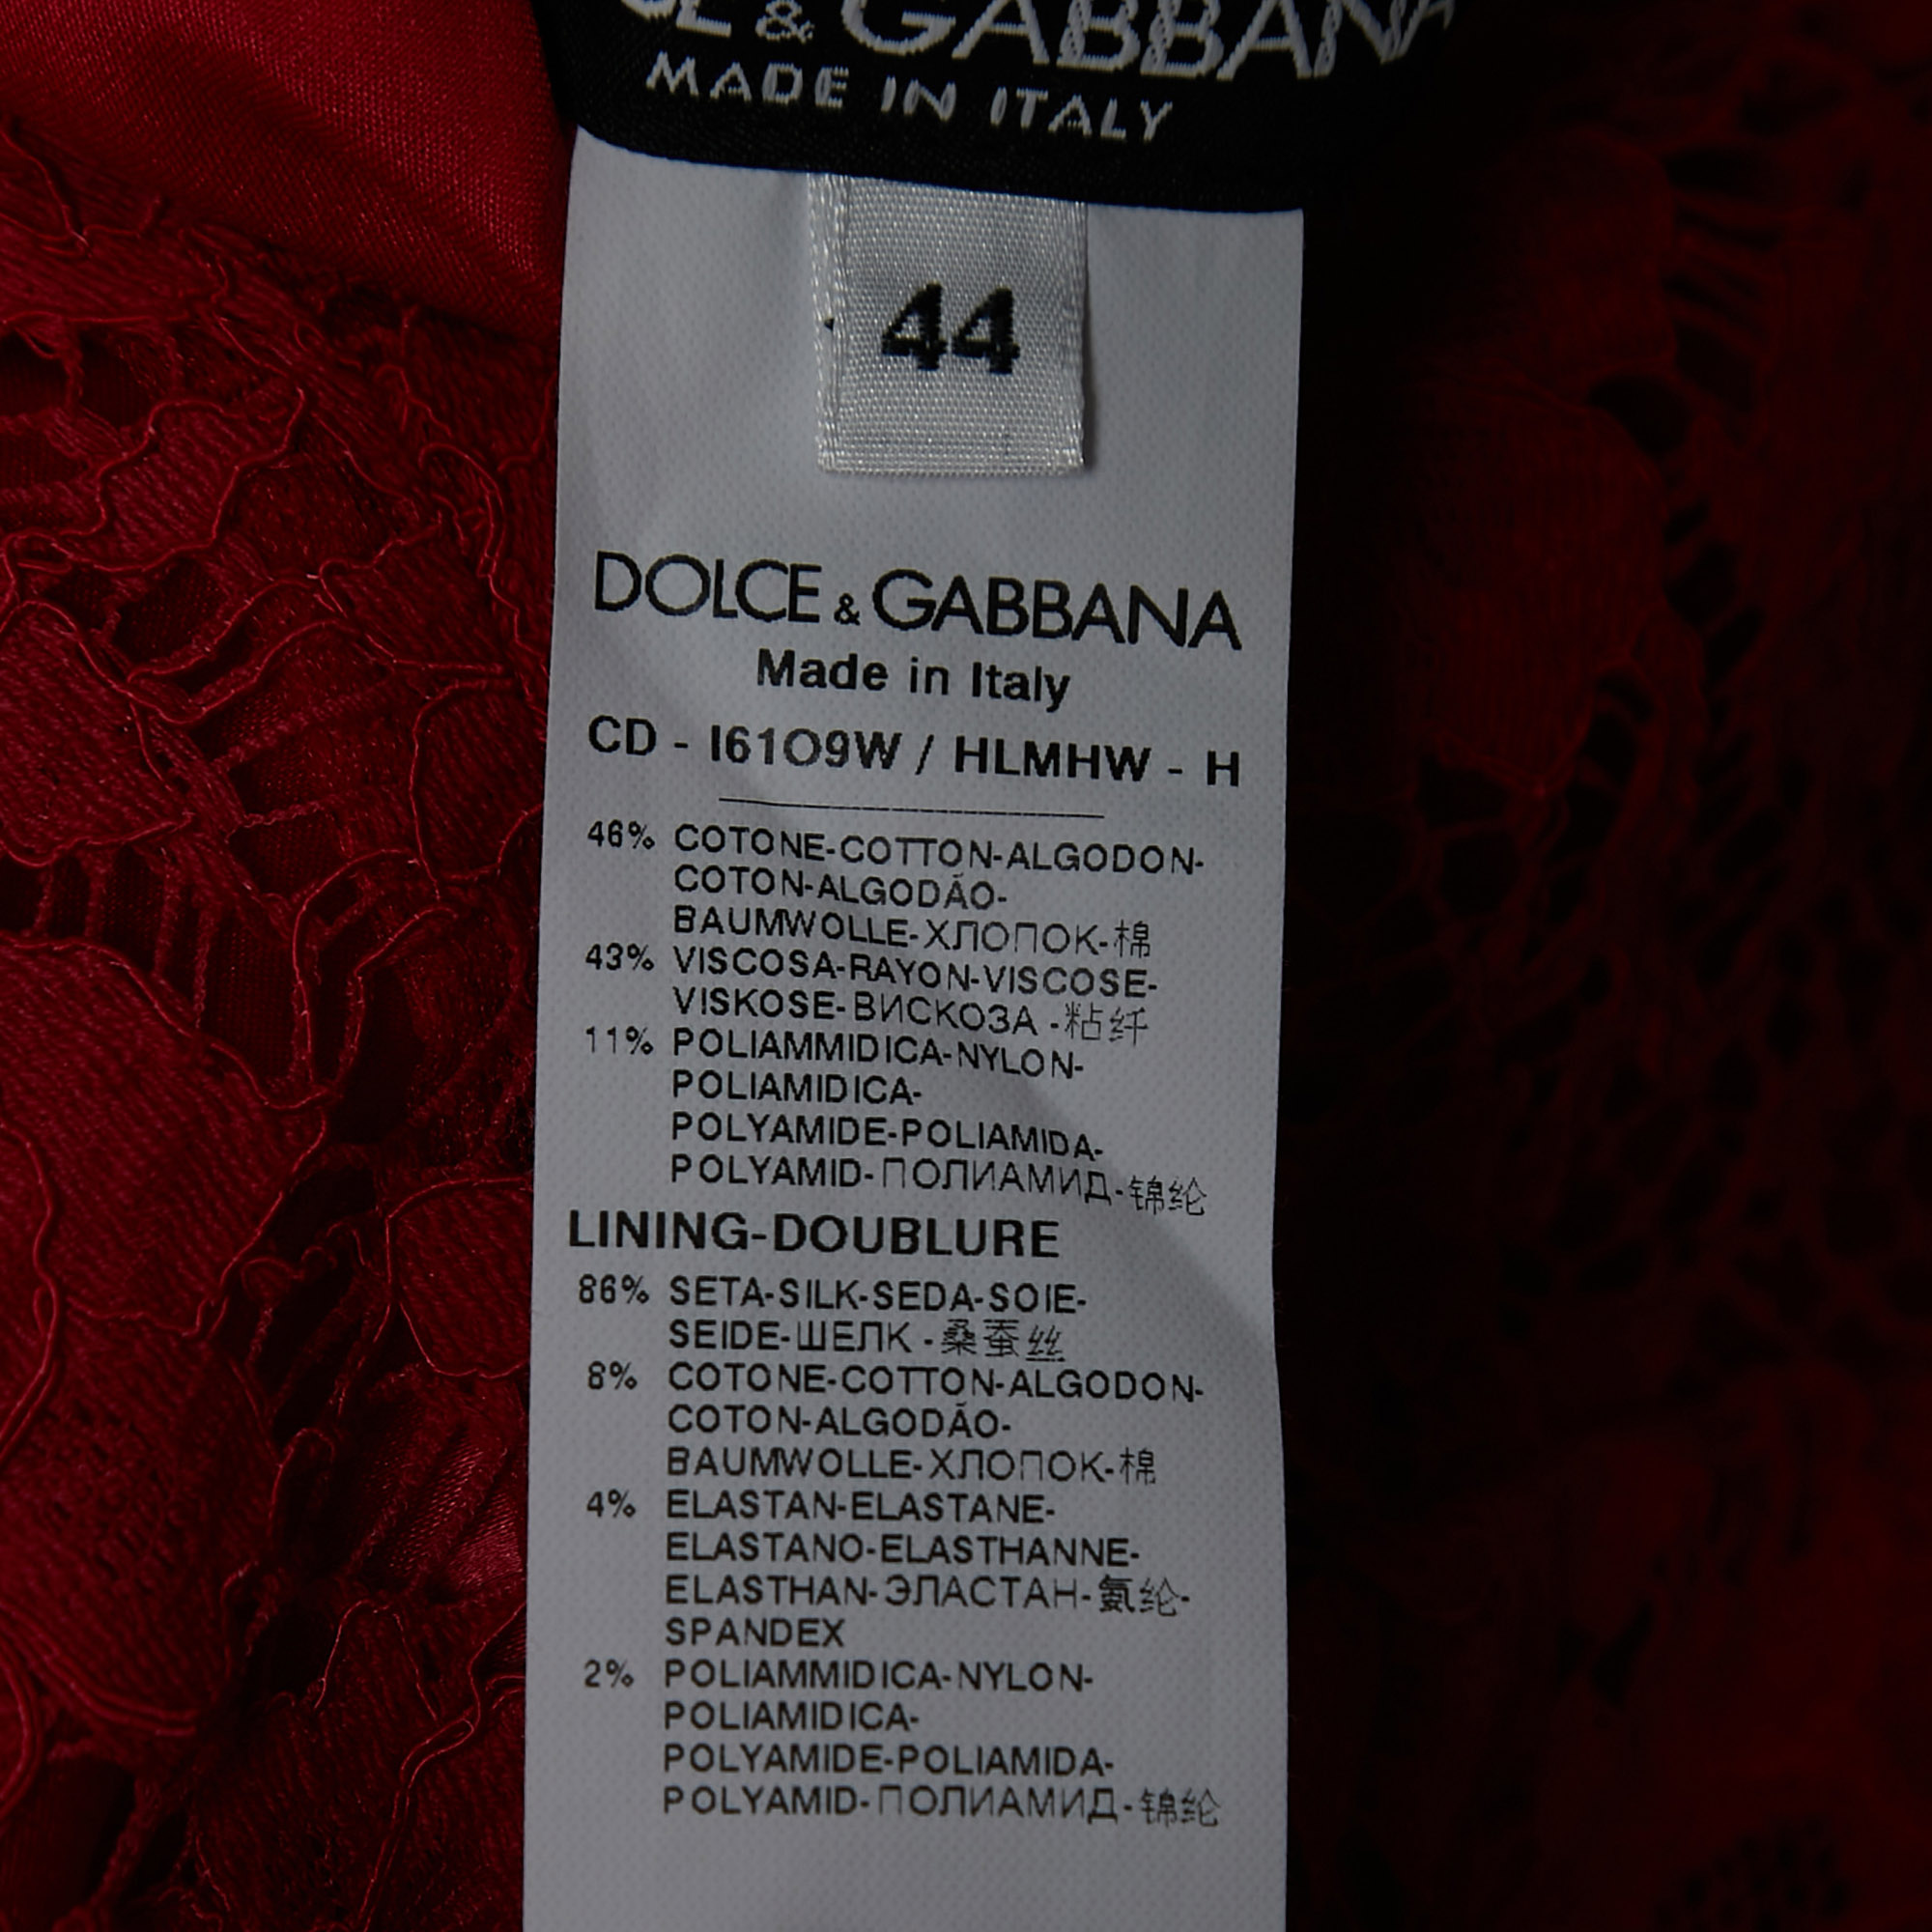 & GABBANA
MADE IN ITALY
44
DOLCE & GABBANA
Made in Italy
CD - I61O9W / HLMHW - H
46% COTONE-COTTON-ALGODON-
COTON-ALGODÃO-
BAUMWOLLE-ХЛОПОК-棉
43% VISCOSA-RAYON-VISCOSE-
VISKOSE-ВИСКОЗА -粘纤
11% POLIAMMIDICA-NYLON-
POLIAMIDICA-
POLYAMIDE-POLIAMIDA-
POLYAMID-ПОЛИАМИД-锦纶
LINING-DOUBLURE
86% SETA-SILK-SEDA-SOIE-
SEIDE-ШЕЛК -桑蚕丝
8% COTONE-COTTON-ALGODON-
COTON-ALGODÃO-
BAUMWOLLE-ХЛОПОК-棉
4% ELASTAN-ELASTANE-
ELASTANO-ELASTHANNE-
ELASTHAN-ЭЛАСТАН-氨纶-
SPANDEX
2% POLIAMMIDICA-NYLON-
POLIAMIDICA-
POLYAMIDE-POLIAMIDA-
POLYAMID-ПОЛИАМИД-锦纶